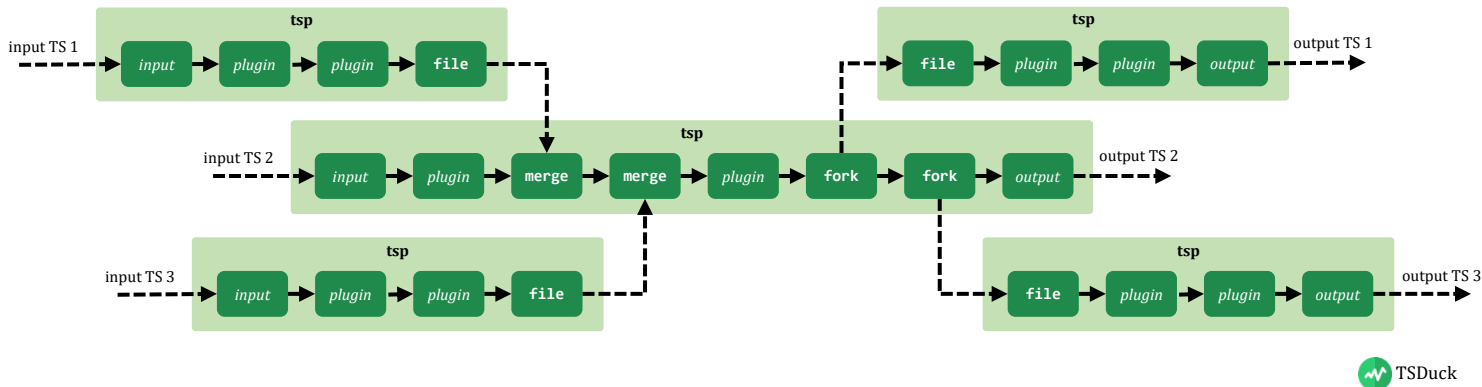 tsp
input TS 1
input plugin plugin file
tsp
output TS 1
file plugin plugin output
tsp
input TS 2
input plugin merge merge plugin fork fork output
output TS 2
tsp
input TS 3
input plugin plugin file
tsp
output TS 3
file plugin plugin output
TSDuck